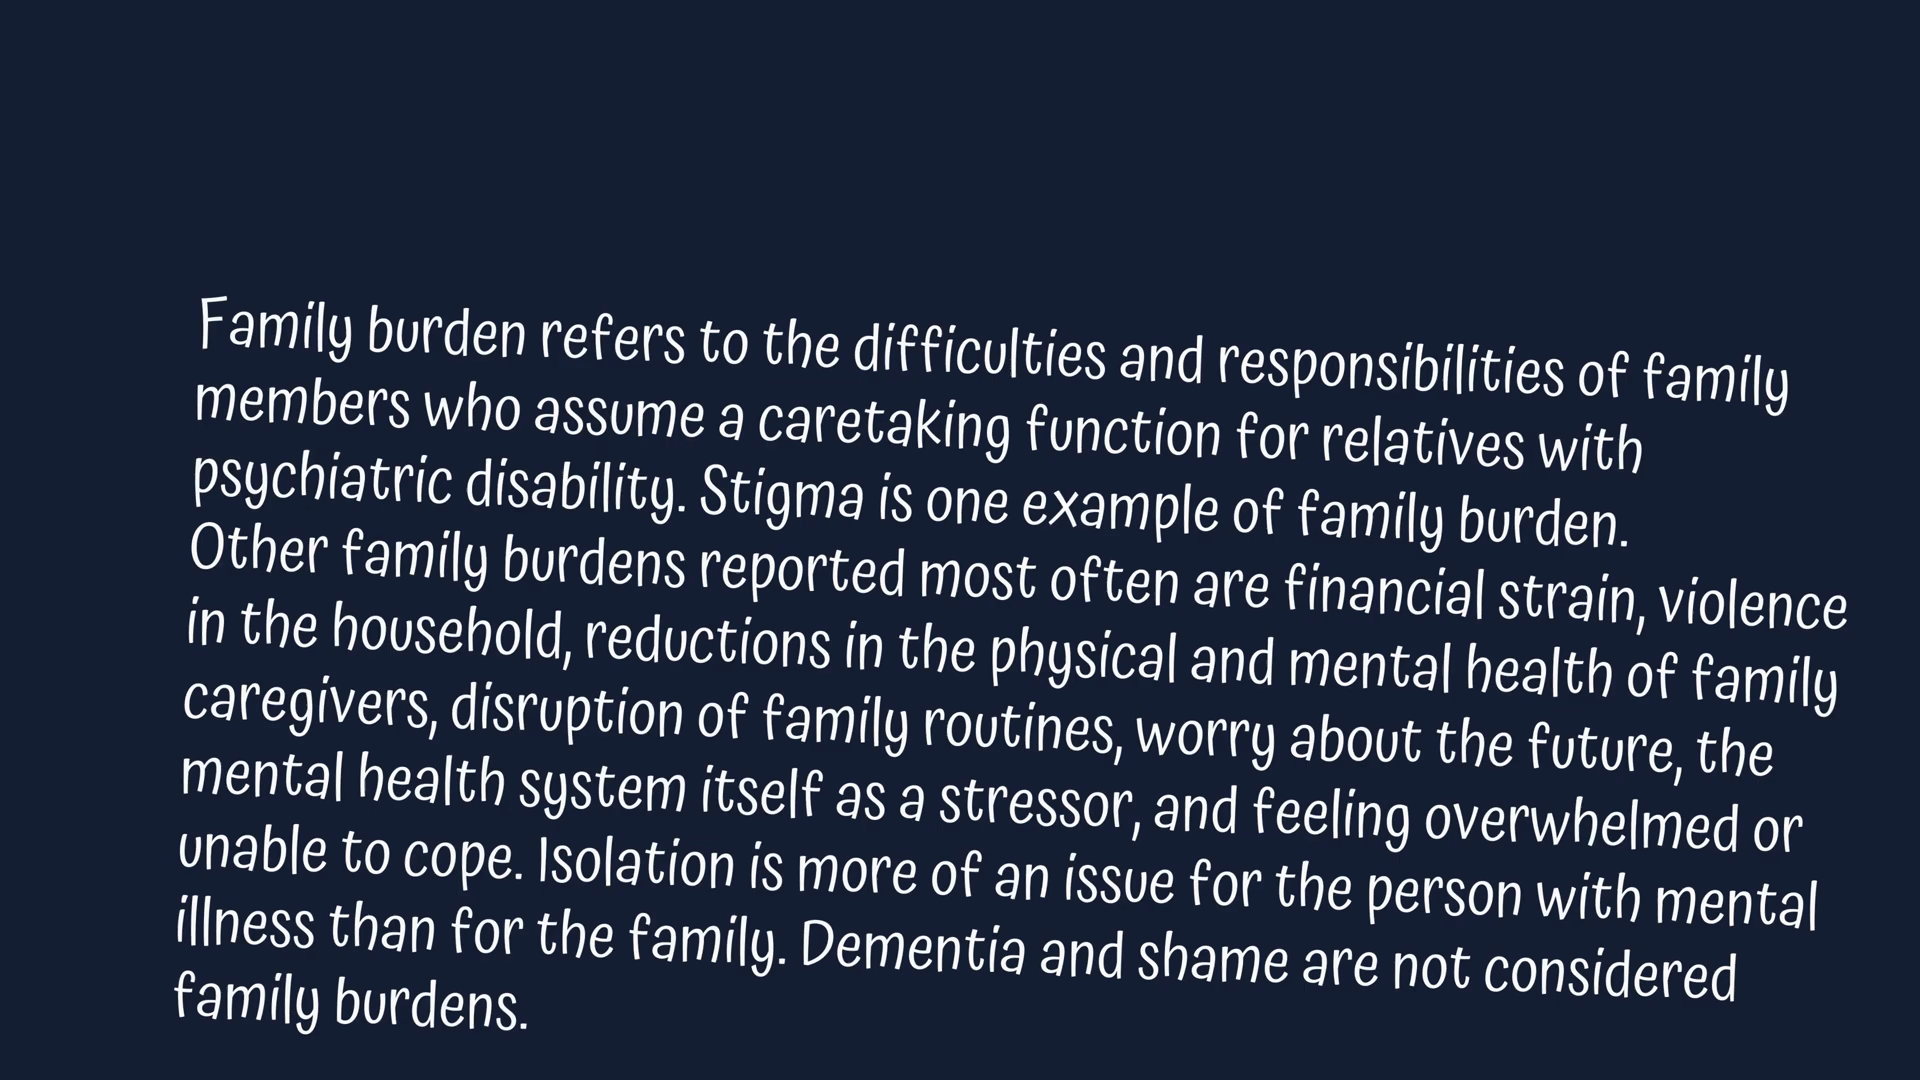 Family burden refers to the difficulties and responsibilities of family
members who assume a caretaking function for relatives with
psychiatric disability. Stigma is one example of family burden.
Other family burdens reported most often are financial strain, violence
in the household, reductions in the physical and mental health of family
caregivers, disruption of family routines, worry about the future, the
mental health system itself as a stressor, and feeling overwhelmed or
unable to cope. Isolation is more of an issue for the person with mental
illness than for the family. Dementia and shame are not considered
family burdens.